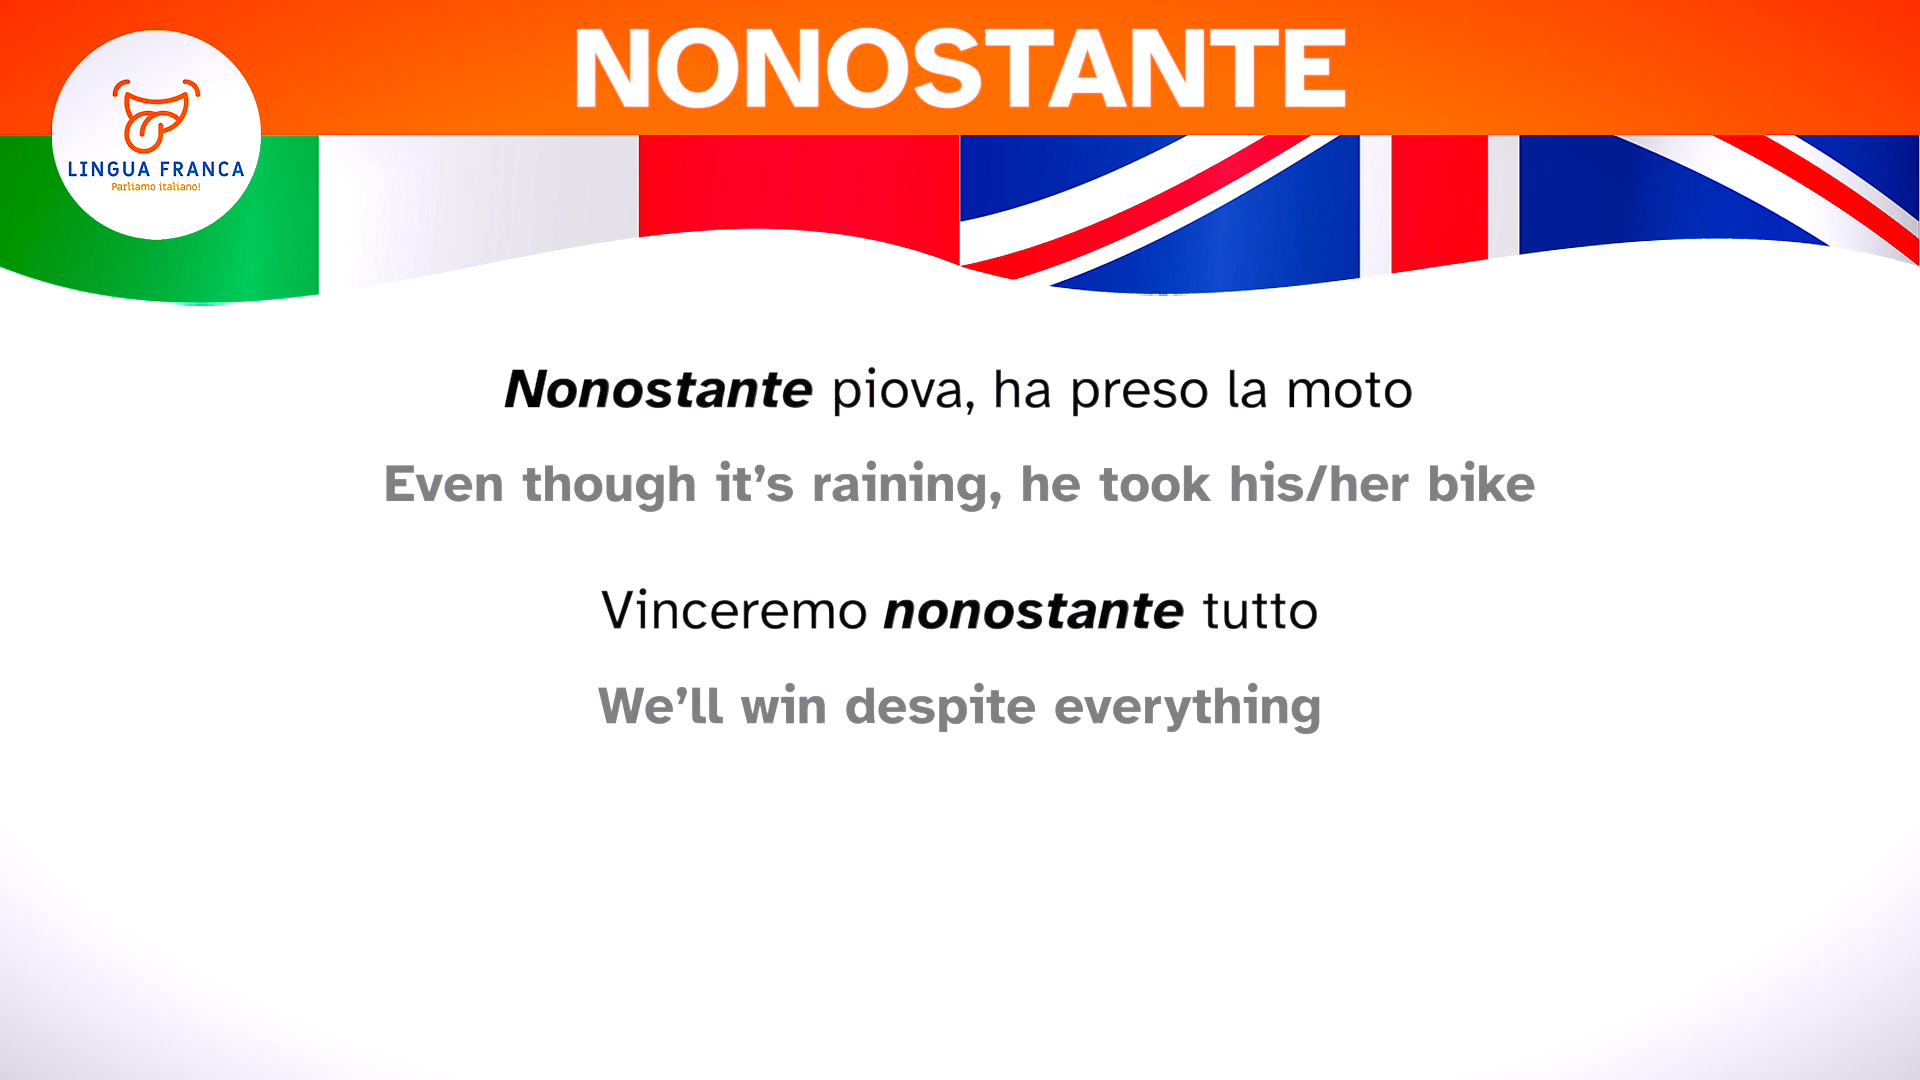 NONOSTANTE
LINGUA FRANCA
Parliamo italiano!
Nonostante piova, ha preso la moto
Even though it’s raining, he took his/her bike
Vinceremo nonostante tutto
We’ll win despite everything